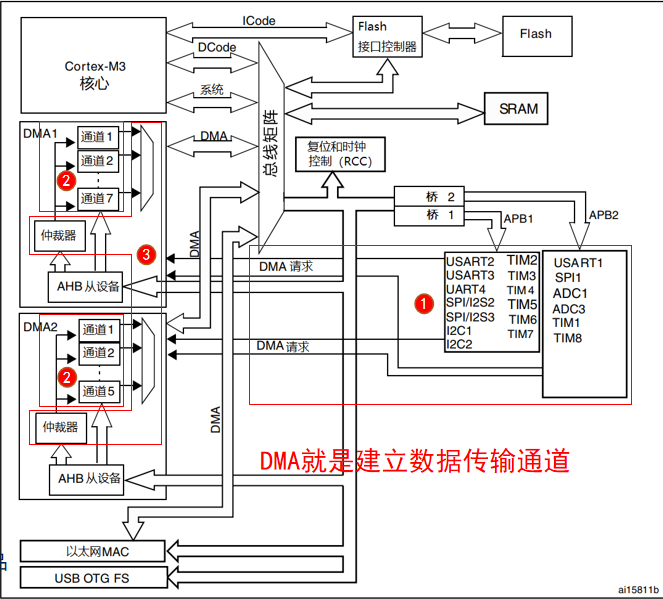 ICode
DCode
系统
DMA
Cortex-M3
核心
Flash
接口控制器
Flash
SRAM
总线矩阵
复位和时钟
控制（RCC）
桥 2
桥 1
APB1
APB2
DMA1
通道1
通道2
通道7
2
仲裁器
3
AHB从设备
DMA
DMA 请求
DMA 请求
1
USART2
USART3
UART4
SPI/I2S2
SPI/I2S3
I2C1
I2C2
TIM2
TIM3
TIM4
TIM5
TIM6
TIM7
USART1
SPI1
ADC1
ADC3
TIM1
TIM8
DMA2
通道1
通道2
通道5
2
仲裁器
AHB从设备
DMA
DMA就是建立数据传输通道
以太网MAC
USB OTG FS
ai15811b